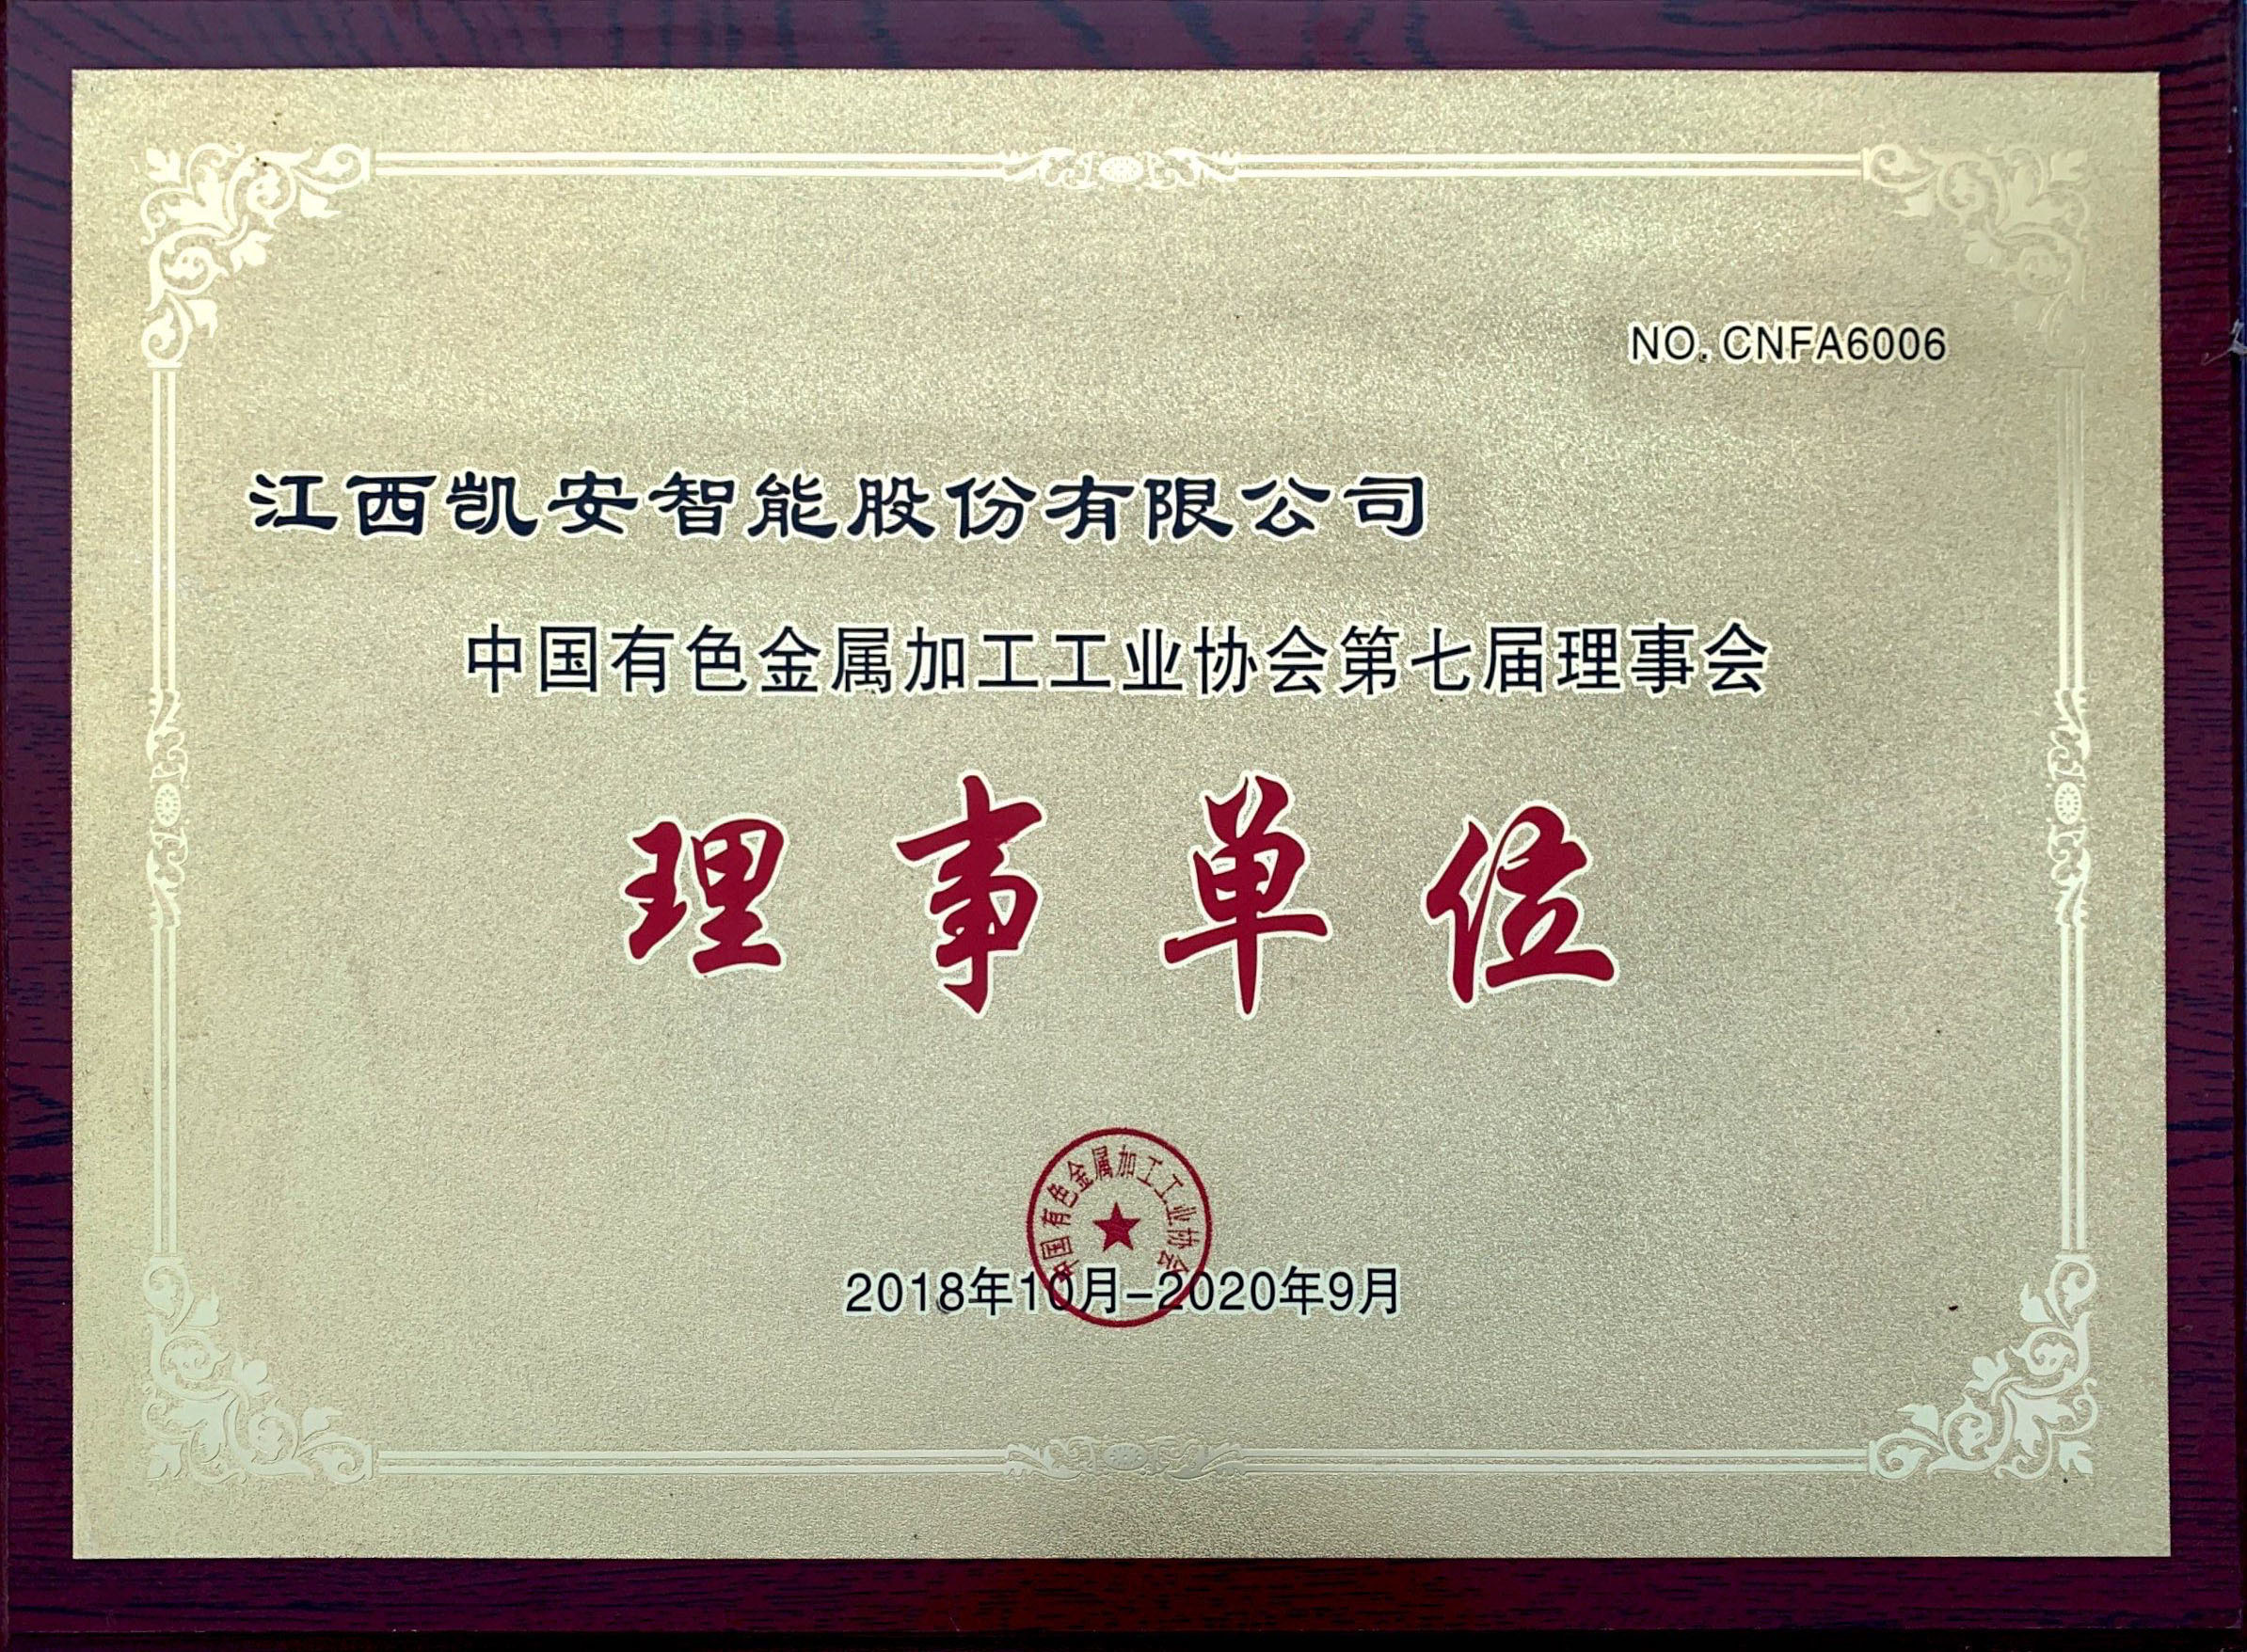 NO. CNFA6006
江西凯安智能股份有限公司
中国有色金属加工工业协会第七届理事会
理事单位
中国有色金属加工工业协会
2018年10月-2020年9月